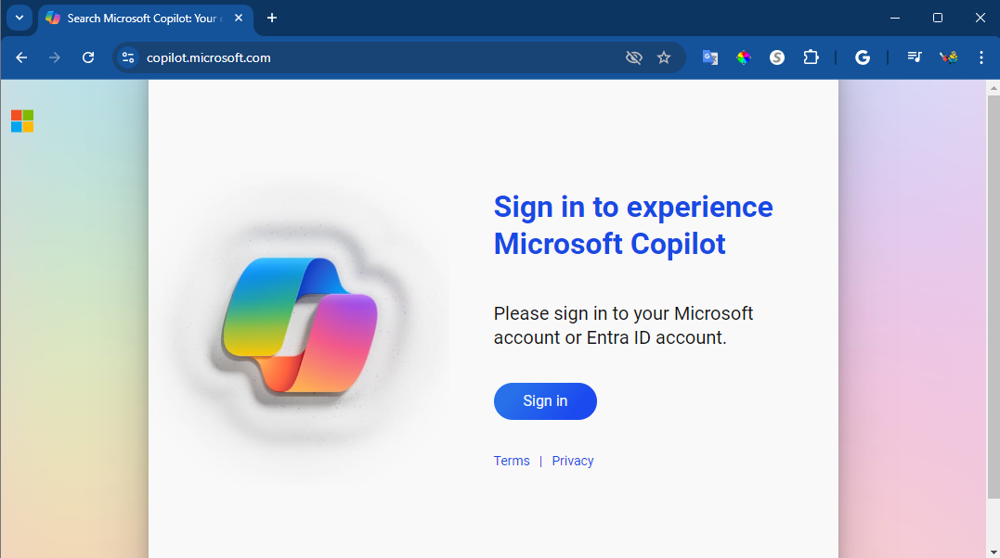 Search Microsoft Copilot: Your
copilot.microsoft.com
Sign in to experience
Microsoft Copilot
Please sign in to your Microsoft
account or Entra ID account.
Sign in
Terms | Privacy